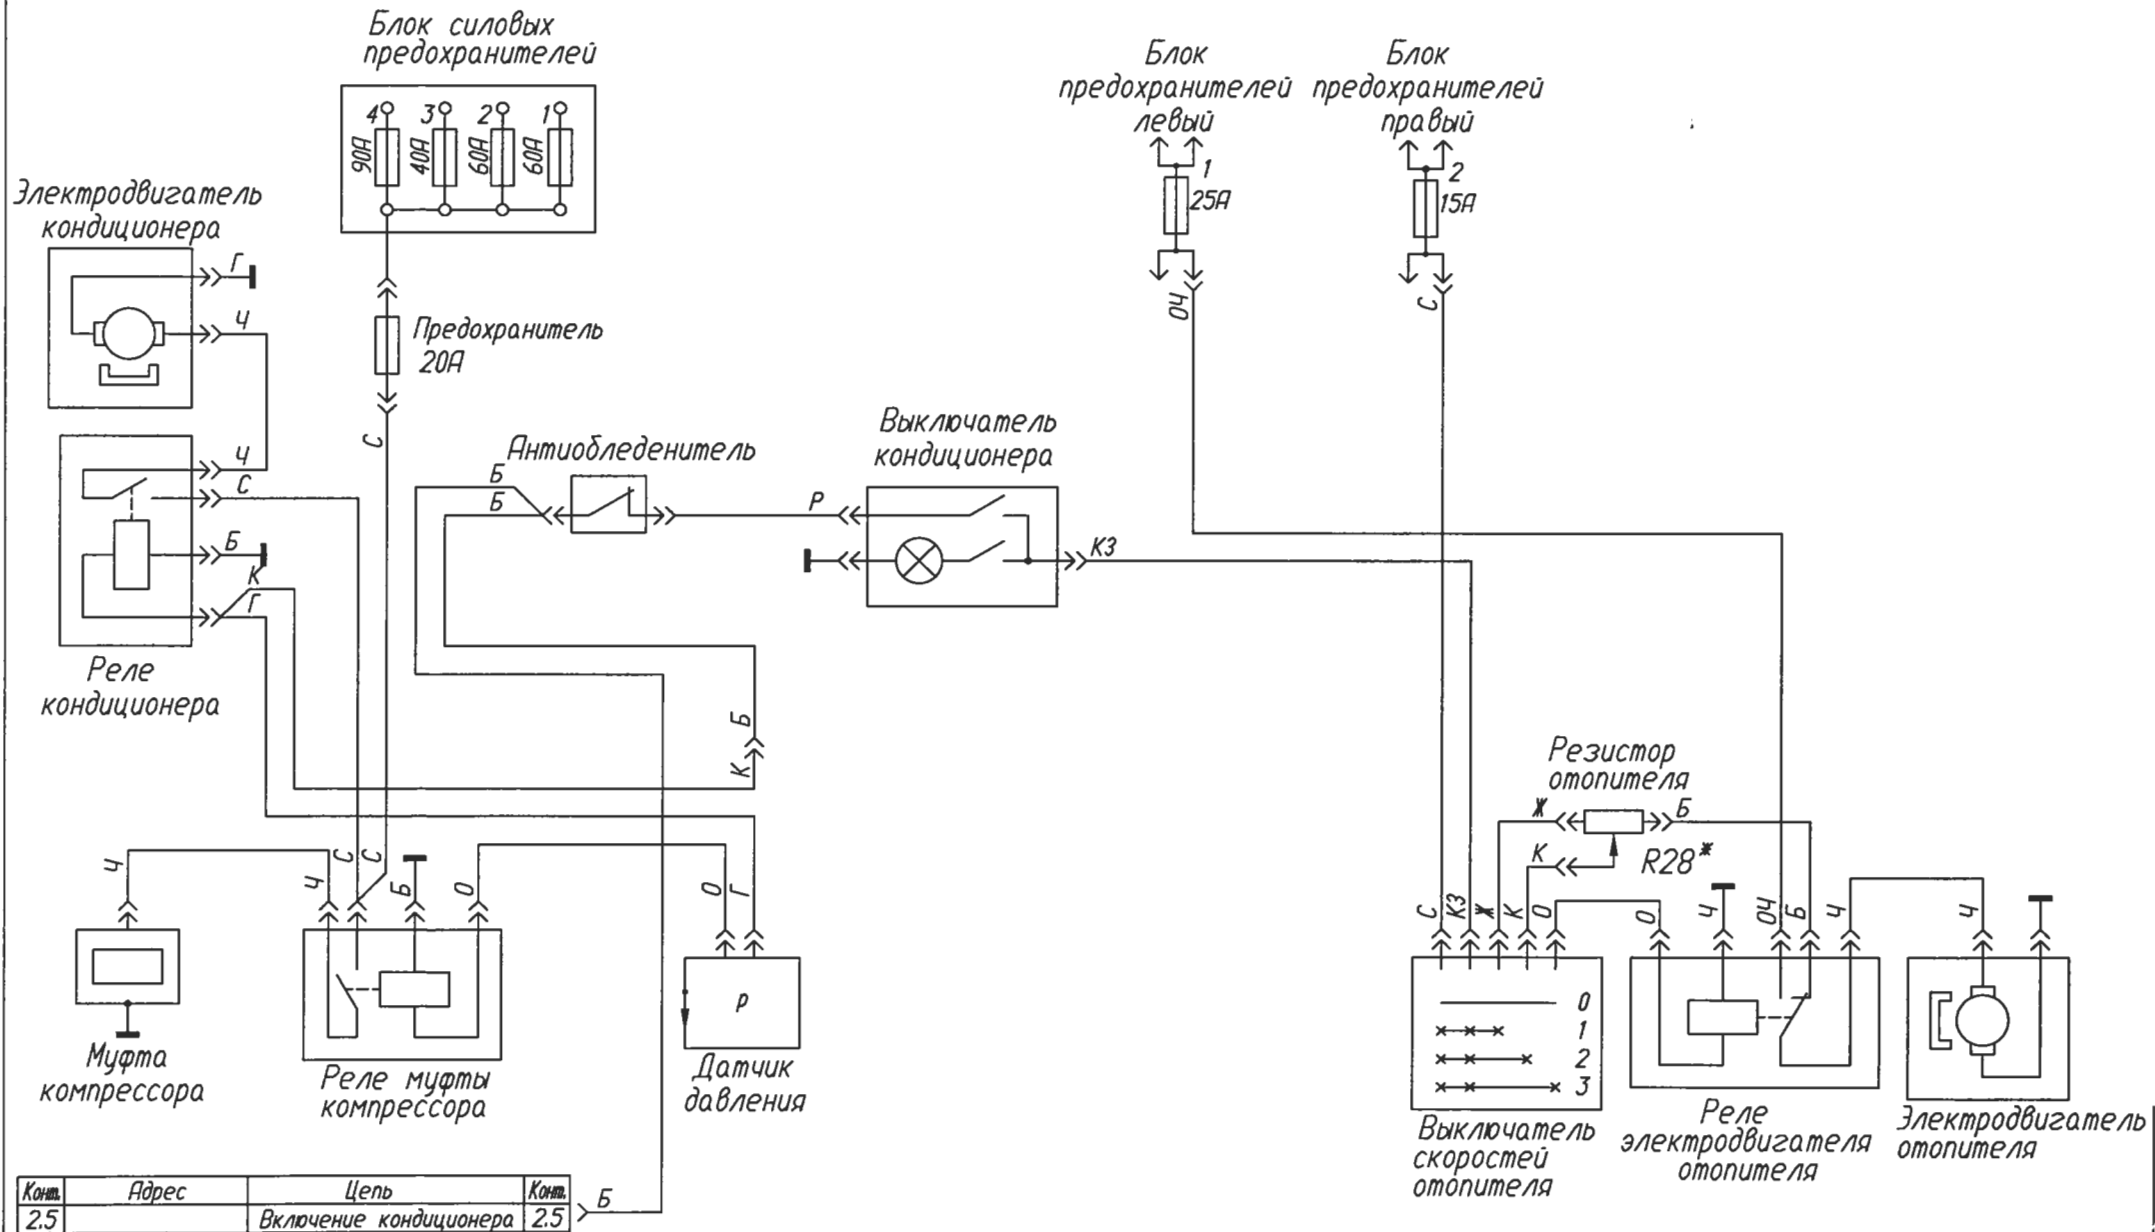 Блок силовых
предохранителей
4
3
2
1
90А
40А
60А
60А
Блок
предохранителей
левый
1
25А
ОЧ
Блок
предохранителей
правый
2
15А
С
Электродвигатель
кондиционера
Г
Ч
Предохранитель
20А
С
Ч
С
Б
К
Г
Реле
кондиционера
Антиобледенитель
Б
Б
Выключатель
кондиционера
Р
КЗ
Б
К
Резистор
отопителя
Ж
Б
К
R28*
Ч
Ч
С
С
Б
О
О
Г
С
КЗ
Ж
К
О
О
Ч
ОЧ
Б
Ч
Ч
Р
0
1
2
3
Муфта
компрессора
Реле муфты
компрессора
Датчик
давления
Выключатель
скоростей
отопителя
Реле
электродвигателя
отопителя
Электродвигатель
отопителя
Конт. Адрес Цепь Конт.
2.5 Включение кондиционера 2.5
Б